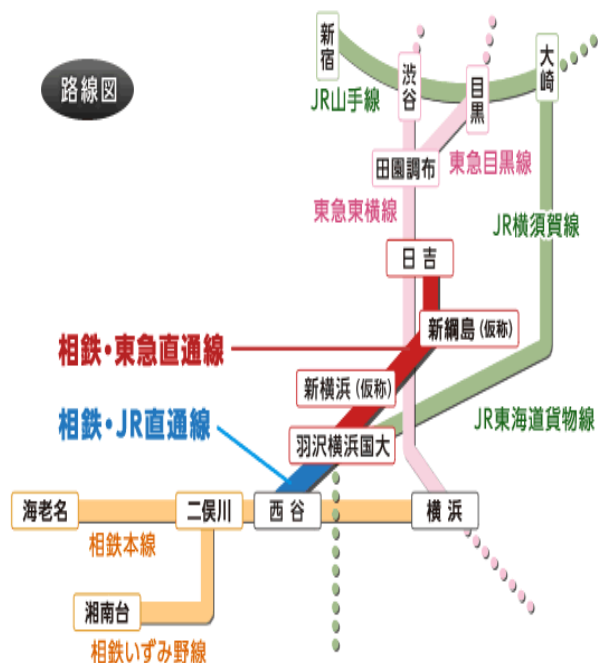 路線図
新宿
渋谷
目黒
大崎
JR山手線
田園調布
東急目黒線
東急東横線
JR横須賀線
日吉
新綱島(仮称)
相鉄・東急直通線
新横浜(仮称)
相鉄・JR直通線
JR東海道貨物線
羽沢横浜国大
海老名
二俣川
西谷
横浜
相鉄本線
湘南台
相鉄いずみ野線